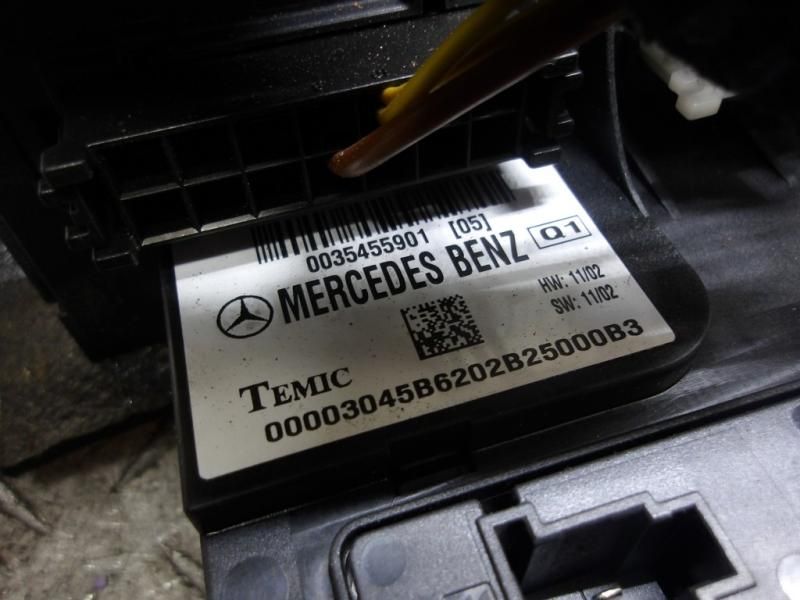 0035455901 [05]
MERCEDES BENZ Q1
HW: 11/02
SW: 11/02
TEMIC
00003045B6202B25000B3